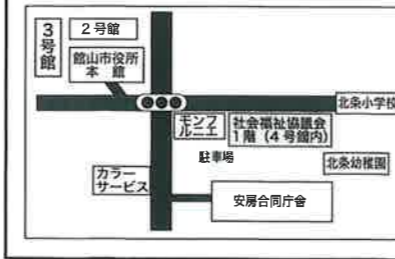 3号館
2号館
館山市役所
本館
北条小学校
モンフ
ルニエ
社会福祉協議会
1階（4号館内）
駐車場
北条幼稚園
カラー
サービス
安房合同庁舎